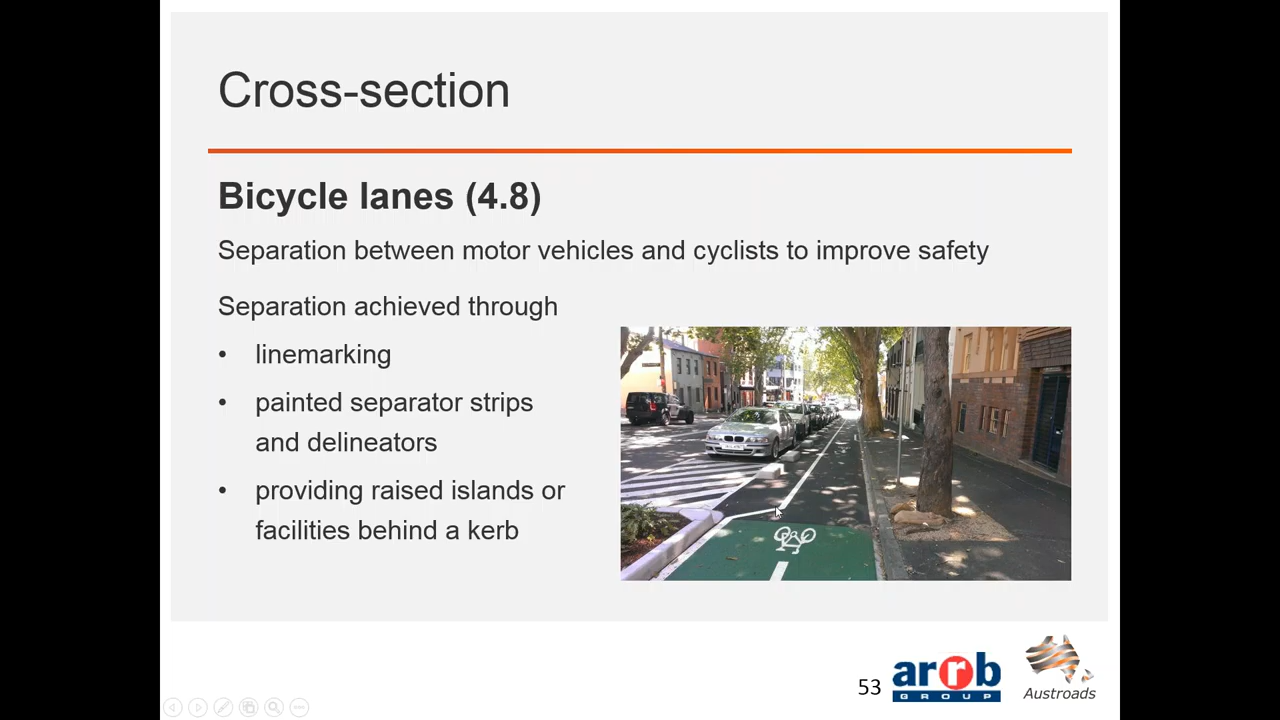 Cross-section
Bicycle lanes (4.8)
Separation between motor vehicles and cyclists to improve safety
Separation achieved through
• linemarking
• painted separator strips
and delineators
• providing raised islands or
facilities behind a kerb
53
arrb
GROUP
Austroads